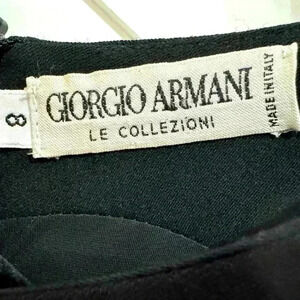 GIORGIO ARMANI
LE COLLEZIONI
MADE IN ITALY
8